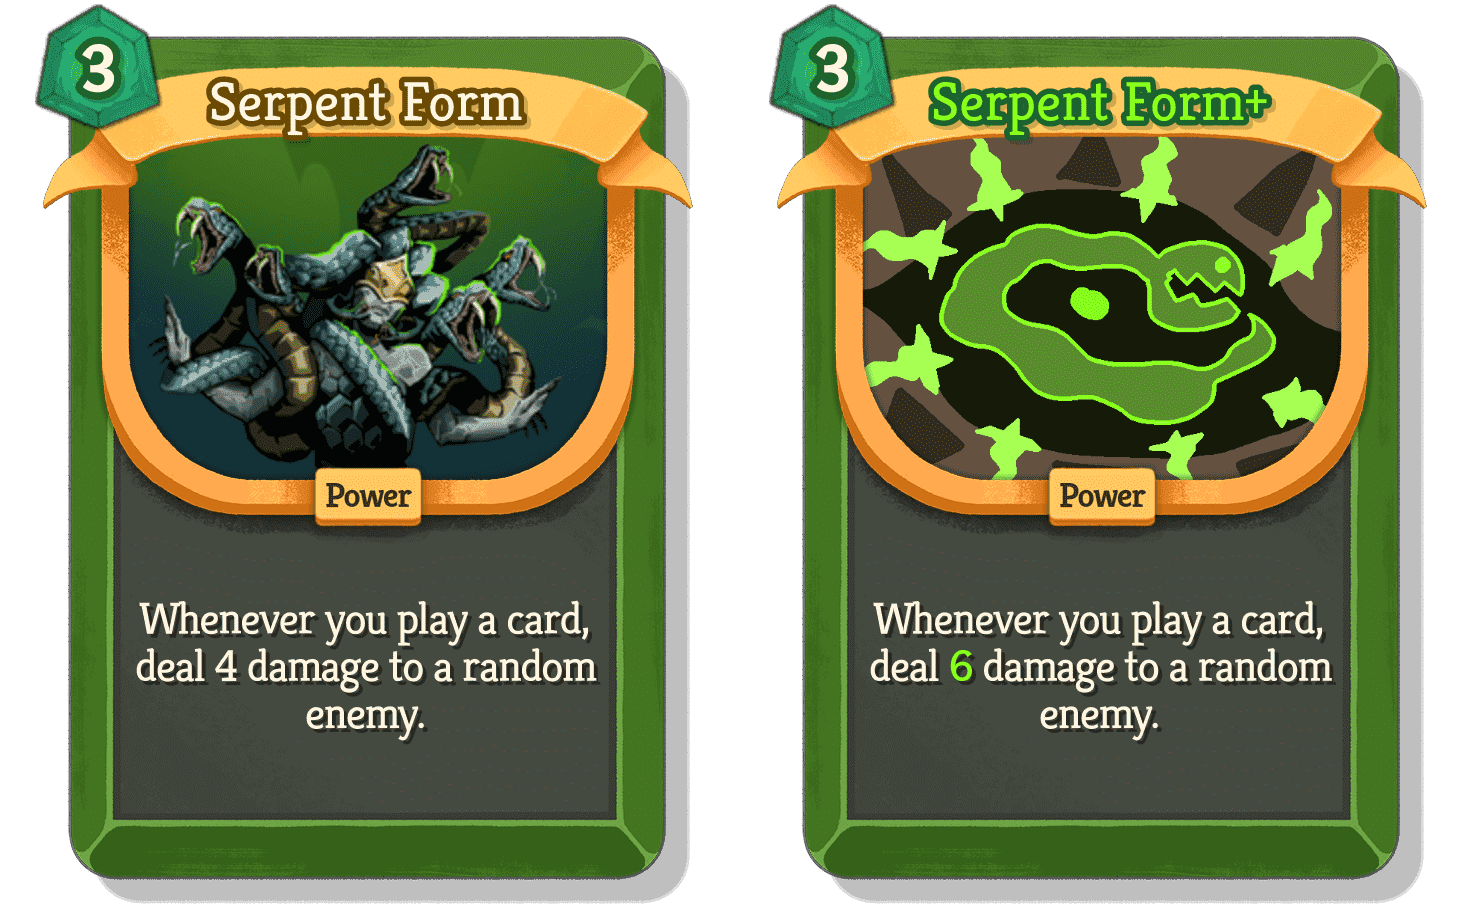 3
Serpent Form
Power
Whenever you play a card,
deal 4 damage to a random
enemy.
3
Serpent Form+
Power
Whenever you play a card,
deal 6 damage to a random
enemy.